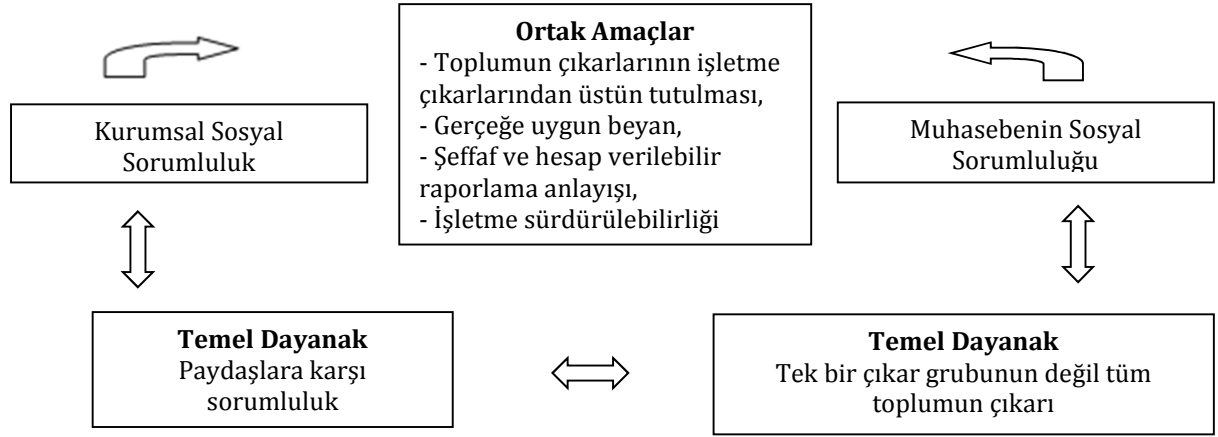 Ortak Amaçlar
- Toplumun çıkarlarının işletme
çıkarlarından üstün tutulması,
- Gerçeğe uygun beyan,
- Şeffaf ve hesap verilebilir
raporlama anlayışı,
- İşletme sürdürülebilirliği
Kurumsal Sosyal
Sorumluluk
Muhasebenin Sosyal
Sorumluluğu
Temel Dayanak
Paydaşlara karşı
sorumluluk
Temel Dayanak
Tek bir çıkar grubunun değil tüm
toplumun çıkarı